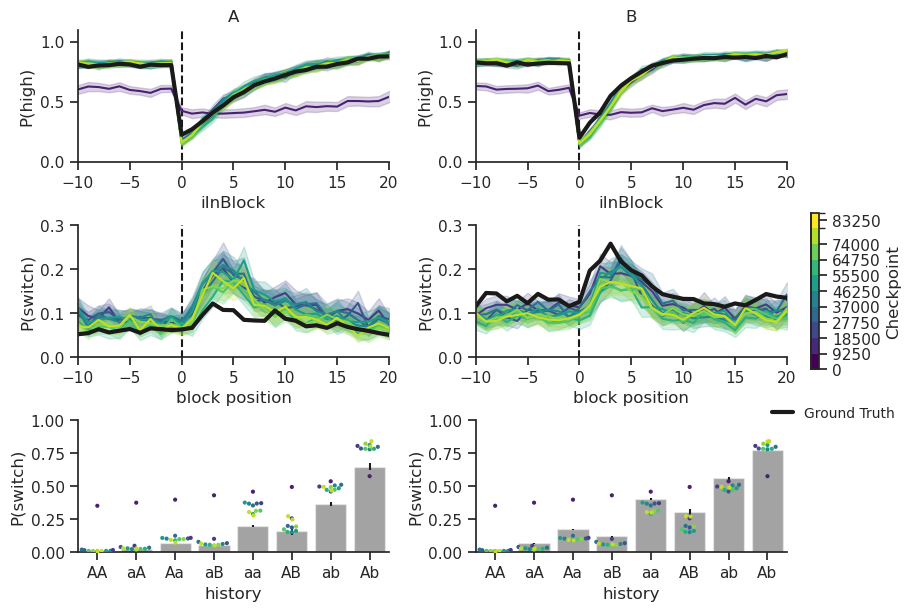 A
B
1.0
0.5
0.0
P(high)
−10 −5 0 5 10 15 20
iInBlock
1.0
0.5
0.0
P(high)
−10 −5 0 5 10 15 20
iInBlock
0.3
0.2
0.1
0.0
P(switch)
−10 −5 0 5 10 15 20
block position
0.3
0.2
0.1
0.0
P(switch)
−10 −5 0 5 10 15 20
block position
83250
74000
64750
55500
46250
37000
27750
18500
9250
0
Checkpoint
Ground Truth
1.00
0.75
0.50
0.25
0.00
P(switch)
AA aA Aa aB aa AB ab Ab
history
1.00
0.75
0.50
0.25
0.00
P(switch)
AA aA Aa aB aa AB ab Ab
history